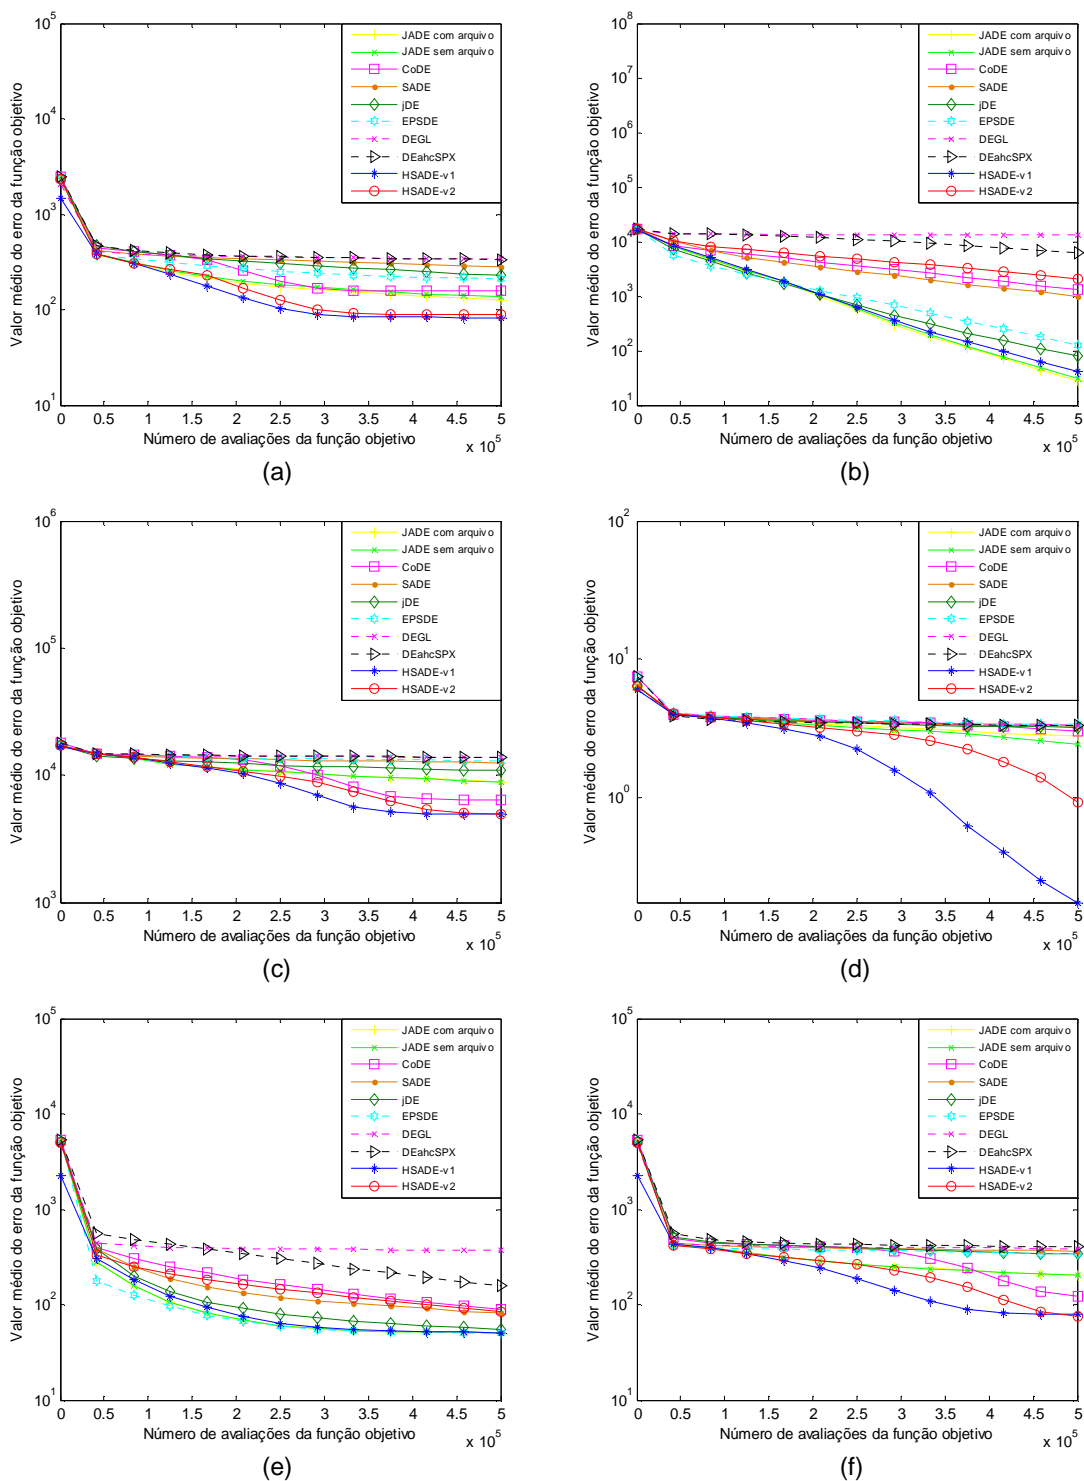 10^5
10^4
10^3
10^2
10^1
Valor médio do erro da função objetivo
JADE com arquivo
JADE sem arquivo
CoDE
SADE
jDE
EPSDE
DEGL
DEahcSPX
HSADE-v1
HSADE-v2
0 0.5 1 1.5 2 2.5 3 3.5 4 4.5 5
Número de avaliações da função objetivo
x 10^5
(a)
10^8
10^7
10^6
10^5
10^4
10^3
10^2
10^1
Valor médio do erro da função objetivo
JADE com arquivo
JADE sem arquivo
CoDE
SADE
jDE
EPSDE
DEGL
DEahcSPX
HSADE-v1
HSADE-v2
0 0.5 1 1.5 2 2.5 3 3.5 4 4.5 5
Número de avaliações da função objetivo
x 10^5
(b)
10^6
10^5
10^4
10^3
Valor médio do erro da função objetivo
JADE com arquivo
JADE sem arquivo
CoDE
SADE
jDE
EPSDE
DEGL
DEahcSPX
HSADE-v1
HSADE-v2
0 0.5 1 1.5 2 2.5 3 3.5 4 4.5 5
Número de avaliações da função objetivo
x 10^5
(c)
10^2
10^1
10^0
Valor médio do erro da função objetivo
JADE com arquivo
JADE sem arquivo
CoDE
SADE
jDE
EPSDE
DEGL
DEahcSPX
HSADE-v1
HSADE-v2
0 0.5 1 1.5 2 2.5 3 3.5 4 4.5 5
Número de avaliações da função objetivo
x 10^5
(d)
10^5
10^4
10^3
10^2
10^1
Valor médio do erro da função objetivo
JADE com arquivo
JADE sem arquivo
CoDE
SADE
jDE
EPSDE
DEGL
DEahcSPX
HSADE-v1
HSADE-v2
0 0.5 1 1.5 2 2.5 3 3.5 4 4.5 5
Número de avaliações da função objetivo
x 10^5
(e)
10^5
10^4
10^3
10^2
10^1
Valor médio do erro da função objetivo
JADE com arquivo
JADE sem arquivo
CoDE
SADE
jDE
EPSDE
DEGL
DEahcSPX
HSADE-v1
HSADE-v2
0 0.5 1 1.5 2 2.5 3 3.5 4 4.5 5
Número de avaliações da função objetivo
x 10^5
(f)